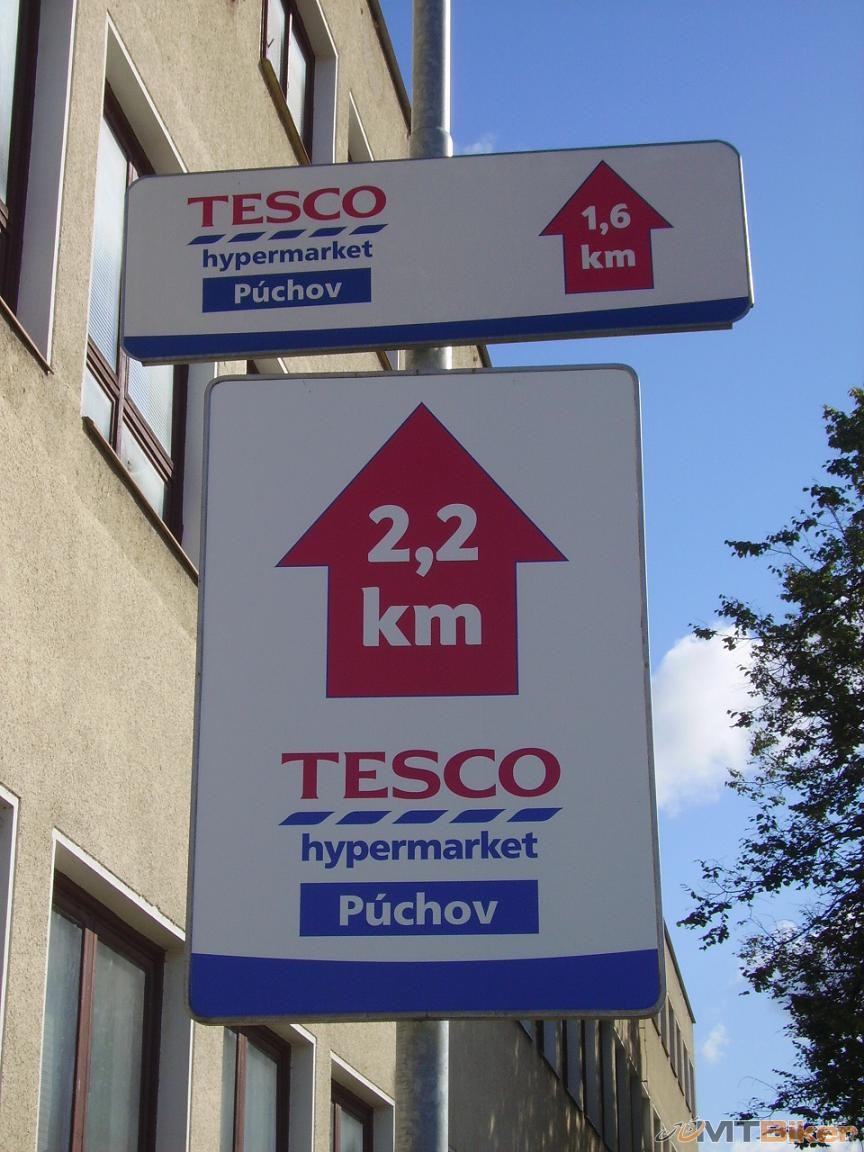 TESCO
hypermarket
Púchov
1,6
km
2,2
km
TESCO
hypermarket
Púchov
MTBiker